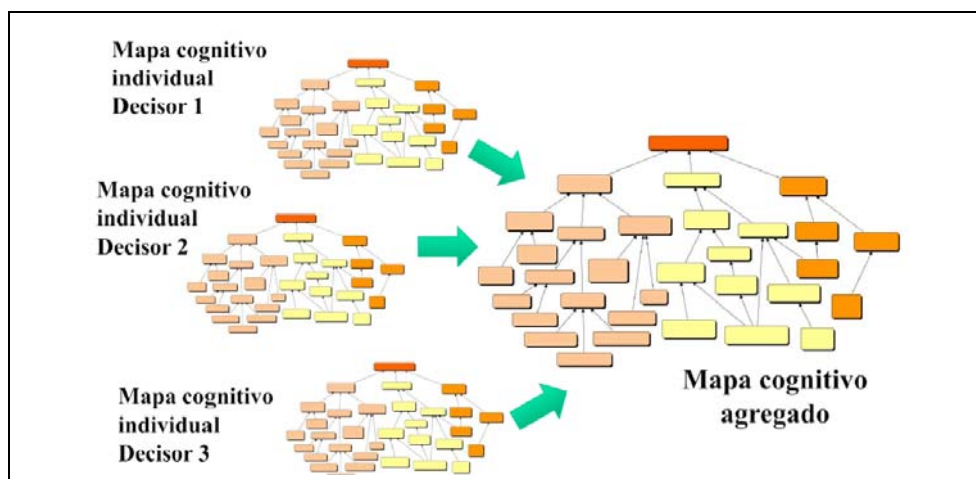 Mapa cognitivo
individual
Decisor 1
Mapa cognitivo
individual
Decisor 2
Mapa cognitivo
individual
Decisor 3
Mapa cognitivo
agregado